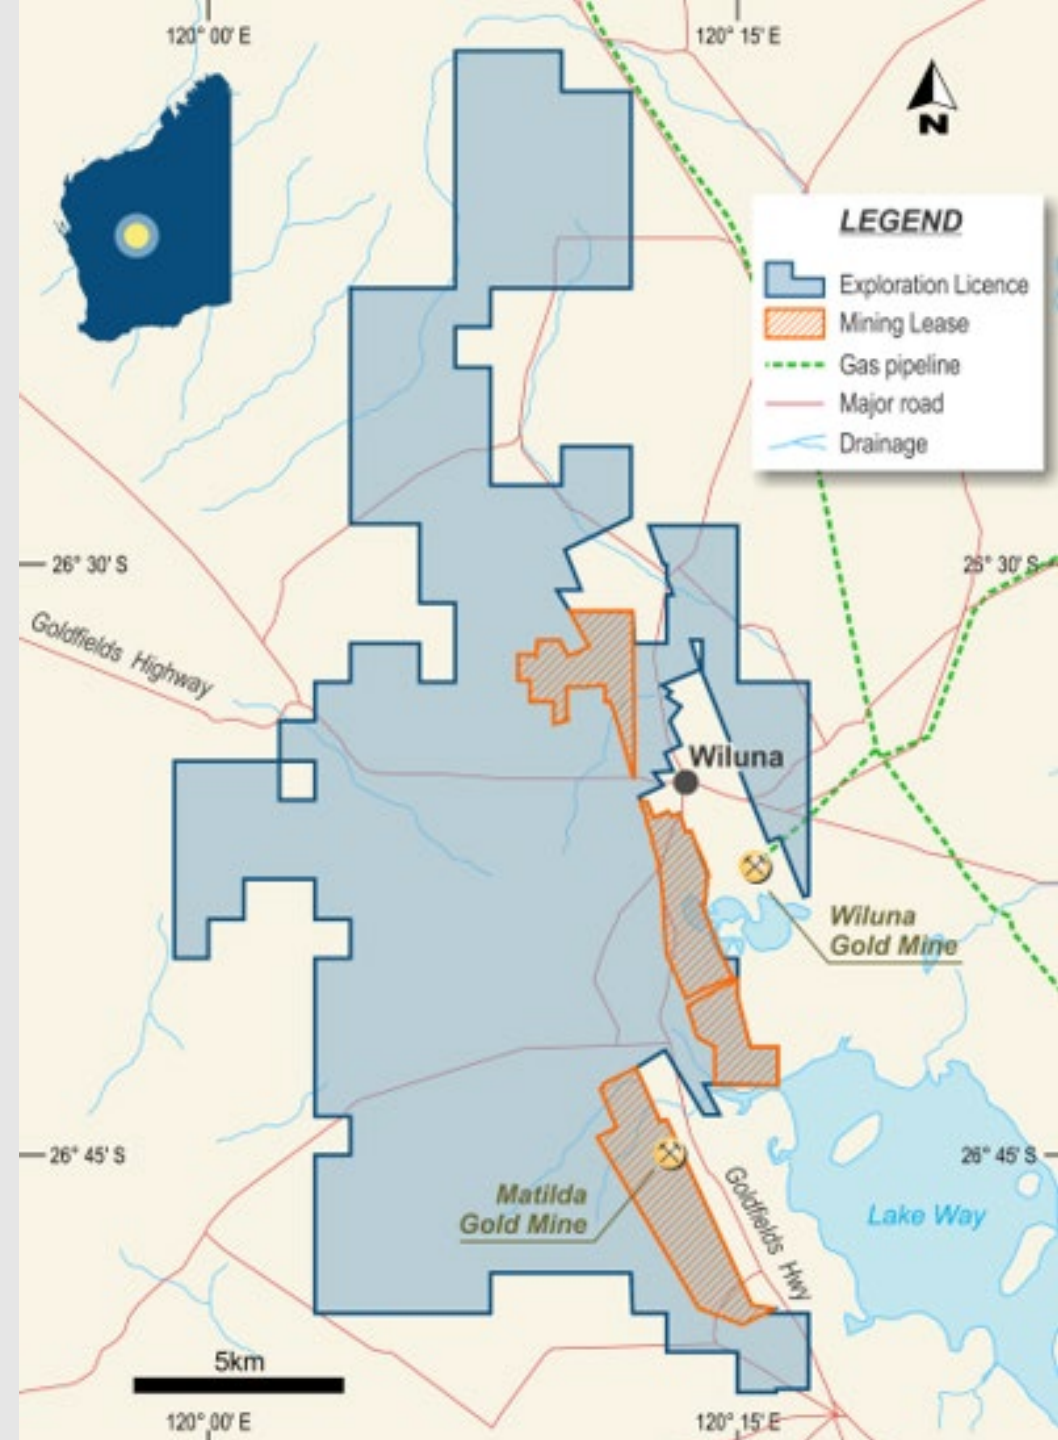 120° 00' E
120° 15' E
N
LEGEND
Exploration Licence
Mining Lease
Gas pipeline
Major road
Drainage
26° 30' S
26° 30' S
Goldfields Highway
Wiluna
Wiluna
Gold Mine
26° 45' S
26° 45' S
Matilda
Gold Mine
Goldfields Hwy
Lake Way
5km
120° 00' E
120° 15' E